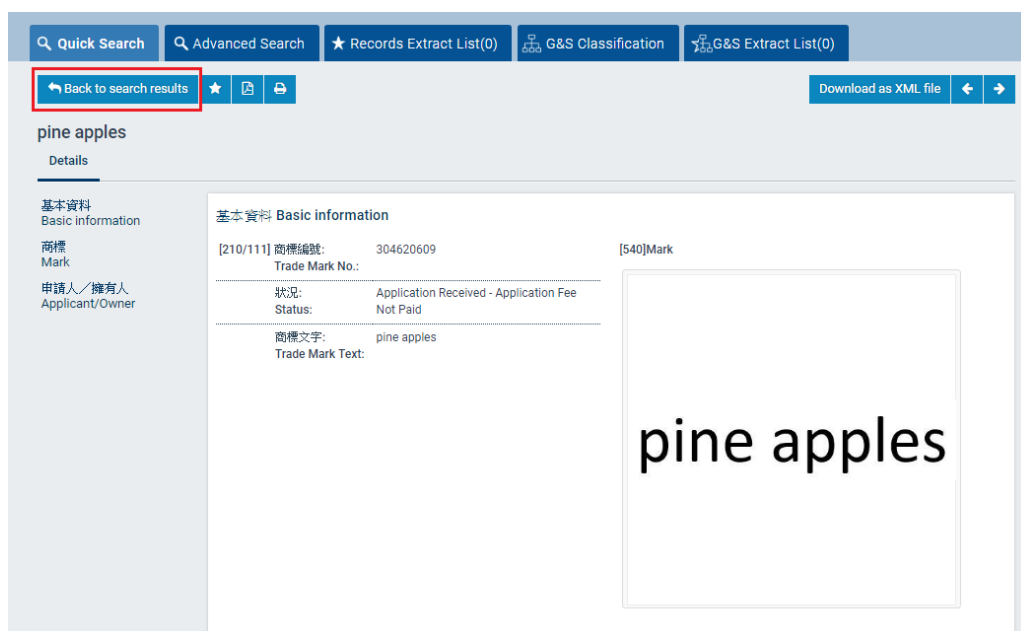 Quick Search
Advanced Search
Records Extract List(0)
G&S Classification
G&S Extract List(0)
Back to search results
Download as XML file
pine apples
Details
基本資料
Basic information
商標
Mark
申請人／擁有人
Applicant/Owner
基本資料 Basic information
[210/111] 商標編號: 304620609
Trade Mark No.:
狀況: Application Received - Application Fee
Status: Not Paid
商標文字: pine apples
Trade Mark Text:
[540]Mark
pine apples